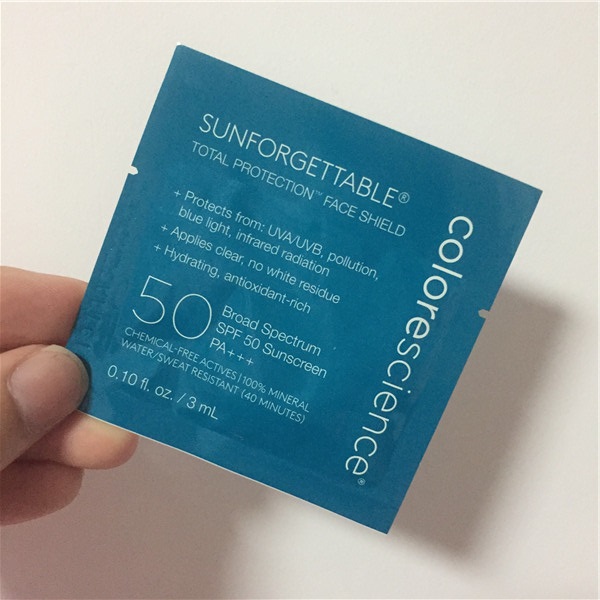 SUNFORGETTABLE®
TOTAL PROTECTION™ FACE SHIELD
+ Protects from: UVA/UVB, pollution,
blue light, infrared radiation
+ Applies clear, no white residue
+ Hydrating, antioxidant-rich
50
Broad Spectrum
SPF 50 Sunscreen
PA+++
CHEMICAL-FREE ACTIVES | 100% MINERAL
WATER/SWEAT RESISTANT (40 MINUTES)
0.10 fl. oz. / 3 mL
colorescience®